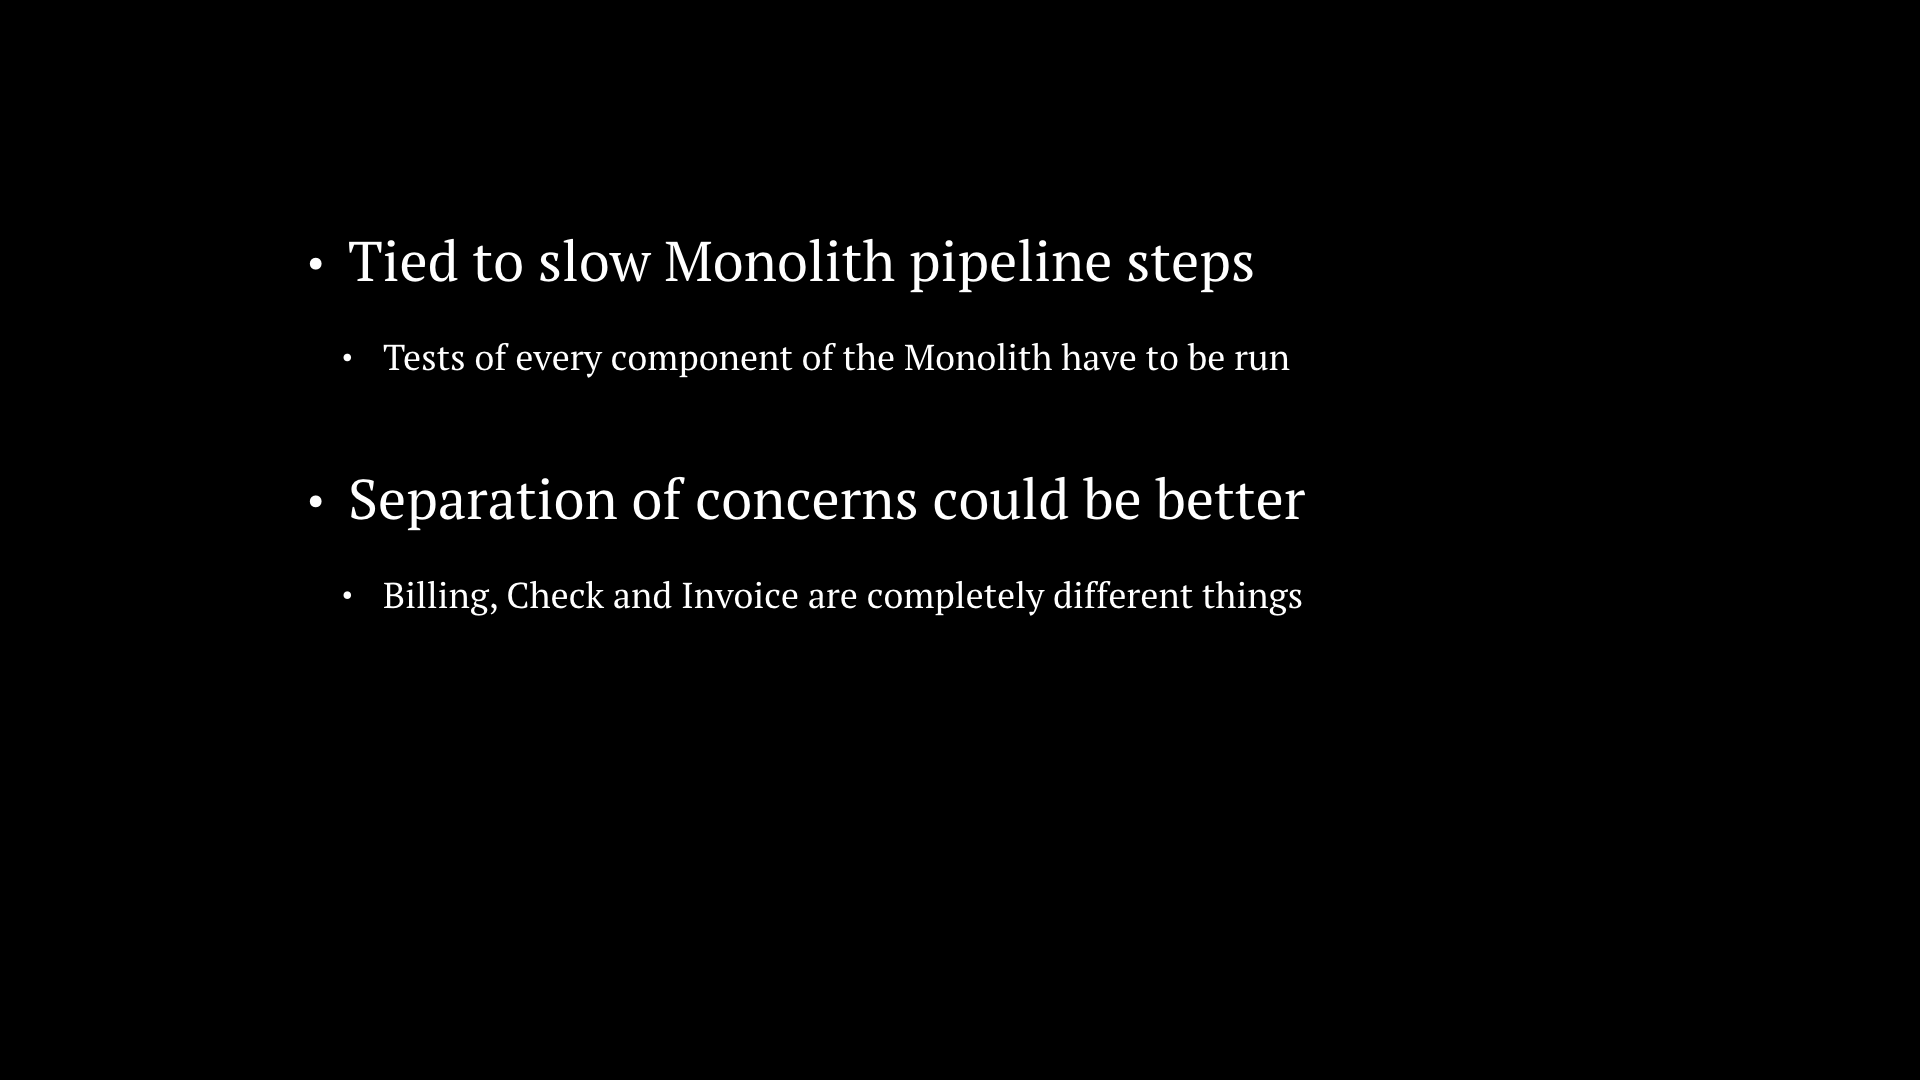 • Tied to slow Monolith pipeline steps
• Tests of every component of the Monolith have to be run
• Separation of concerns could be better
• Billing, Check and Invoice are completely different things